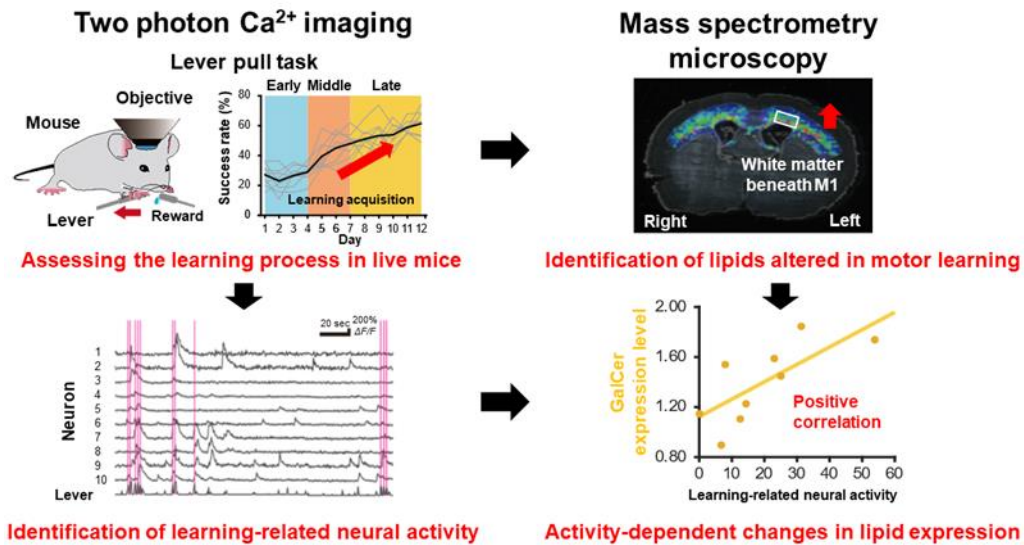 Two photon Ca²⁺ imaging
Lever pull task
Mouse
Objective
Lever
Reward
Early Middle Late
Success rate (%)
80
60
40
20
0
Learning acquisition
1 2 3 4 5 6 7 8 9 10 11 12
Day
Assessing the learning process in live mice
Mass spectrometry
microscopy
White matter
beneath M1
Right
Left
Identification of lipids altered in motor learning
20 sec
200%
ΔF/F
Neuron
1
2
3
4
5
6
7
8
9
10
Lever
Identification of learning-related neural activity
GalCer
expression level
2.00
1.60
1.20
0.80
Positive
correlation
0 10 20 30 40 50 60
Learning-related neural activity
Activity-dependent changes in lipid expression